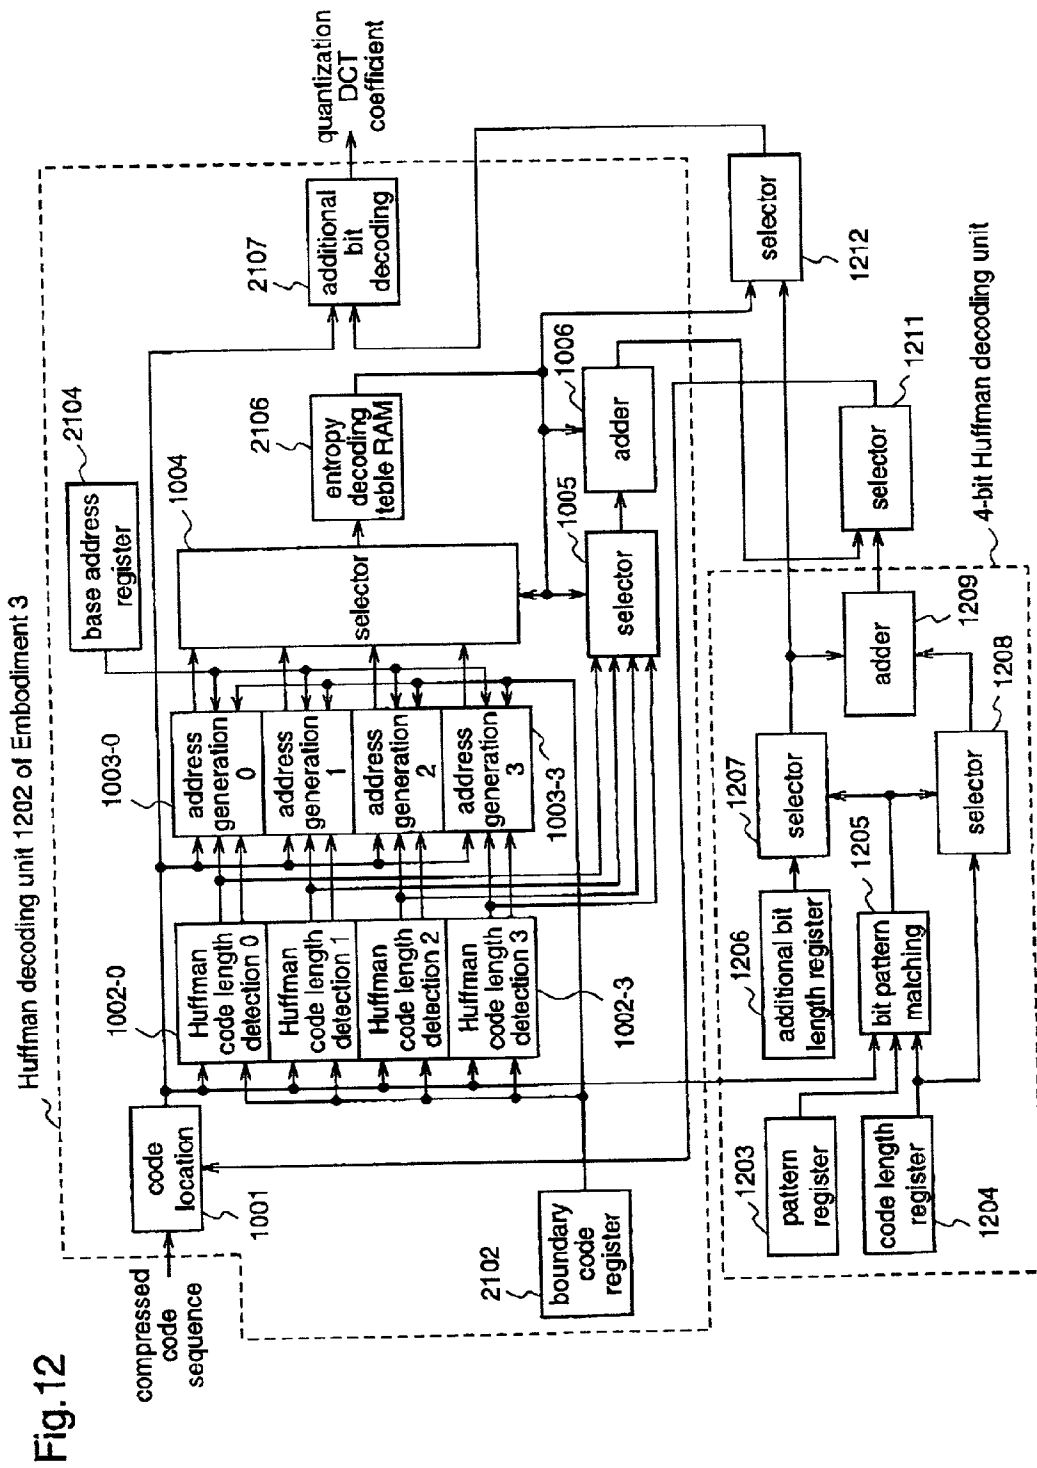 Fig.12
Huffman decoding unit 1202 of Embodiment 3
compressed
code
sequence
code
location
1001
1002-0
Huffman
code length
detection 0
Huffman
code length
detection 1
Huffman
code length
detection 2
Huffman
code length
detection 3
1002-3
2102
boundary
code
register
1003-0
address
generation
0
address
generation
1
address
generation
2
address
generation
3
1003-3
base address
register
2104
1004
selector
2106
entropy
decoding
teble RAM
2107
additional
bit
decoding
quantization
DCT
coefficient
1005
selector
1006
adder
selector
1212
selector
1211
4-bit Huffman decoding unit
1203
pattern
register
code length
register
1204
1205
bit pattern
matching
1206
additional bit
length register
1207
selector
selector
1208
adder
1209